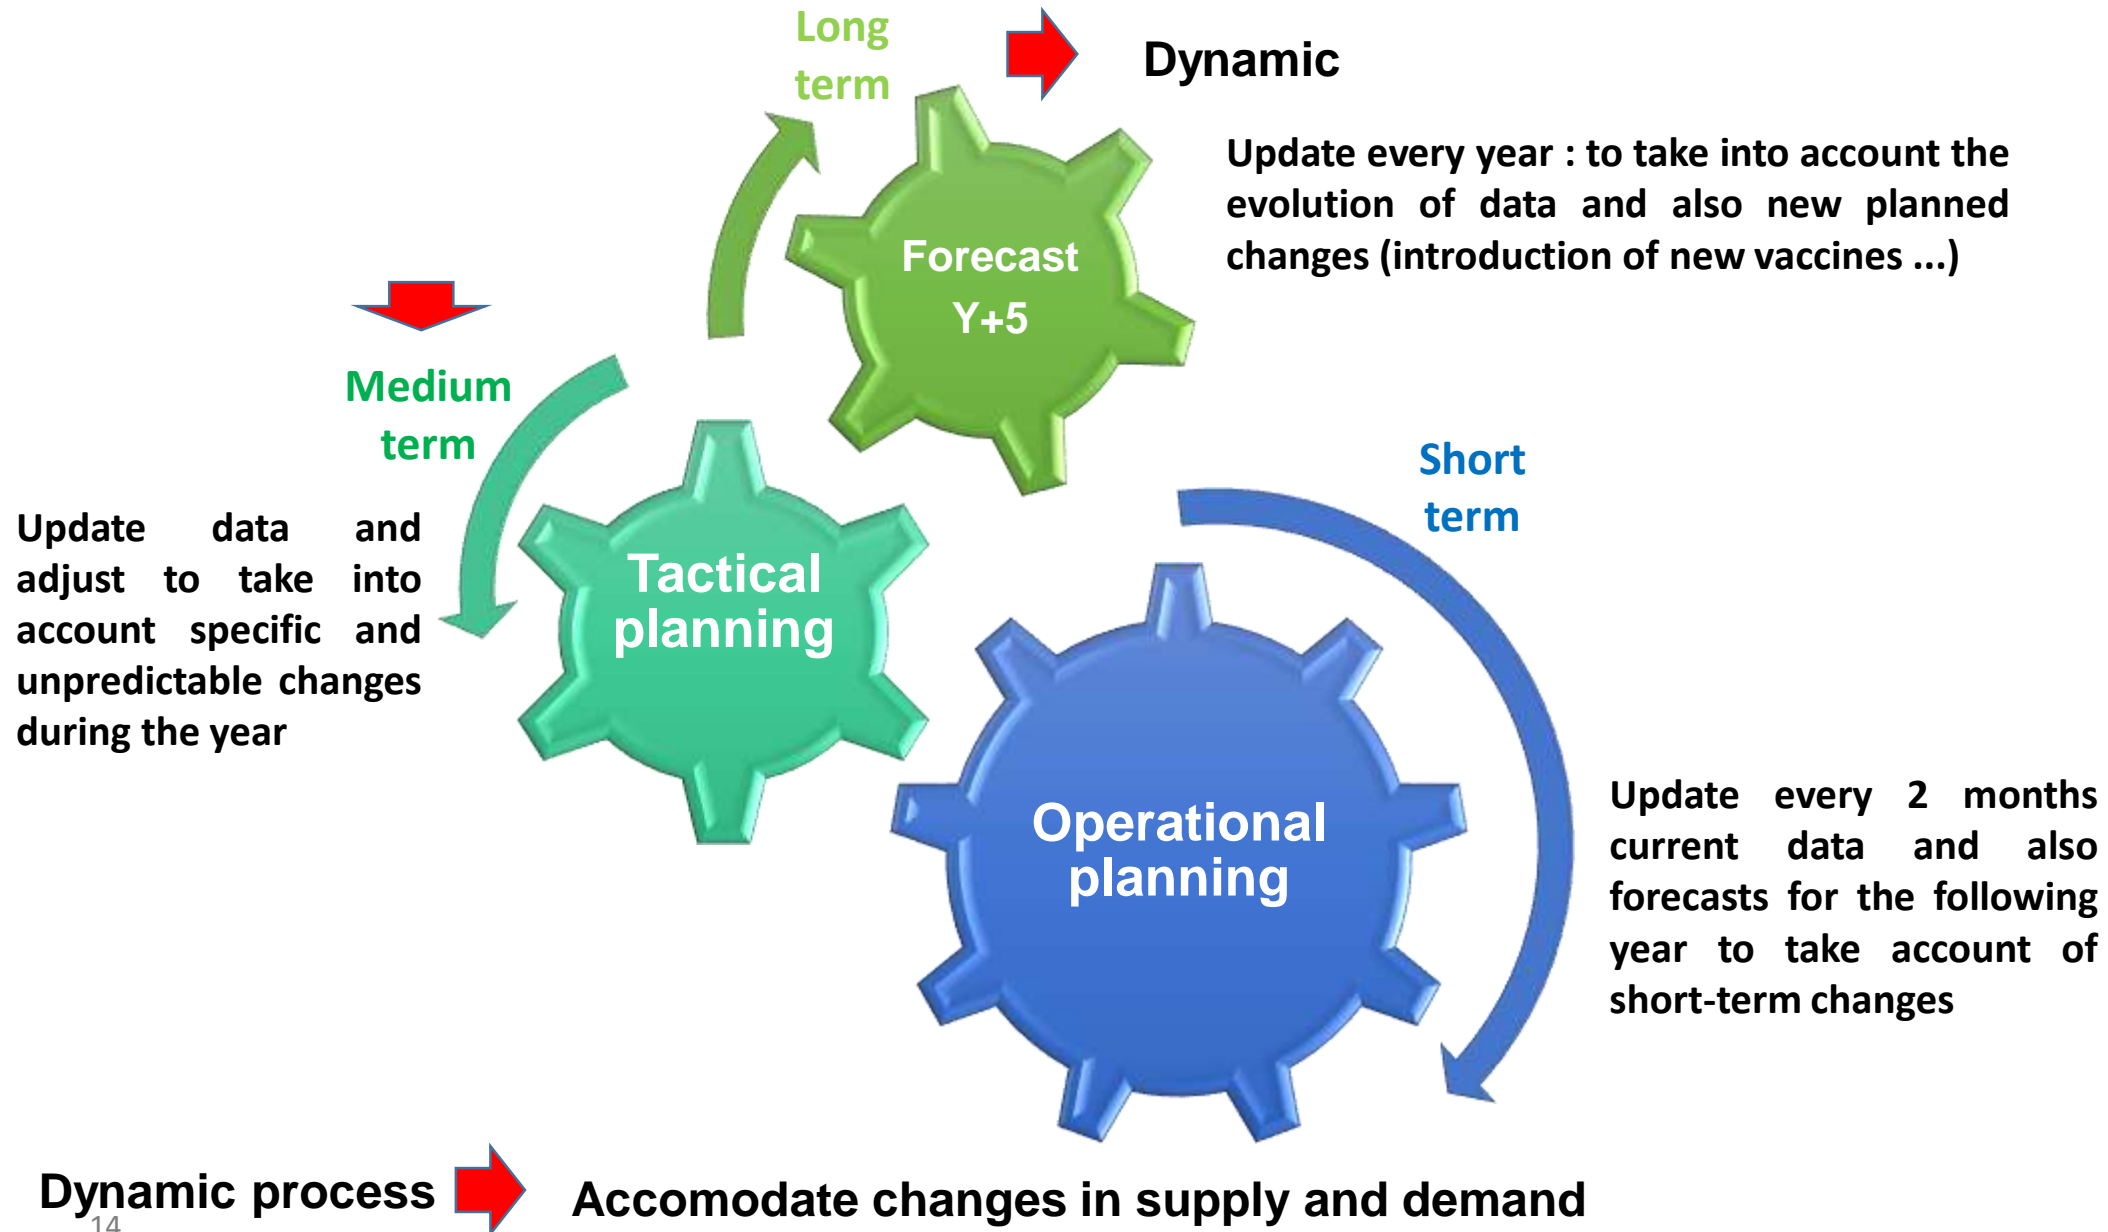 Long
term
Dynamic
Update every year : to take into account the
evolution of data and also new planned
changes (introduction of new vaccines ...)
Forecast
Y+5
Medium
term
Short
term
Update data and
adjust to take into
account specific and
unpredictable changes
during the year
Tactical
planning
Operational
planning
Update every 2 months
current data and also
forecasts for the following
year to take account of
short-term changes
Dynamic process
Accomodate changes in supply and demand
14